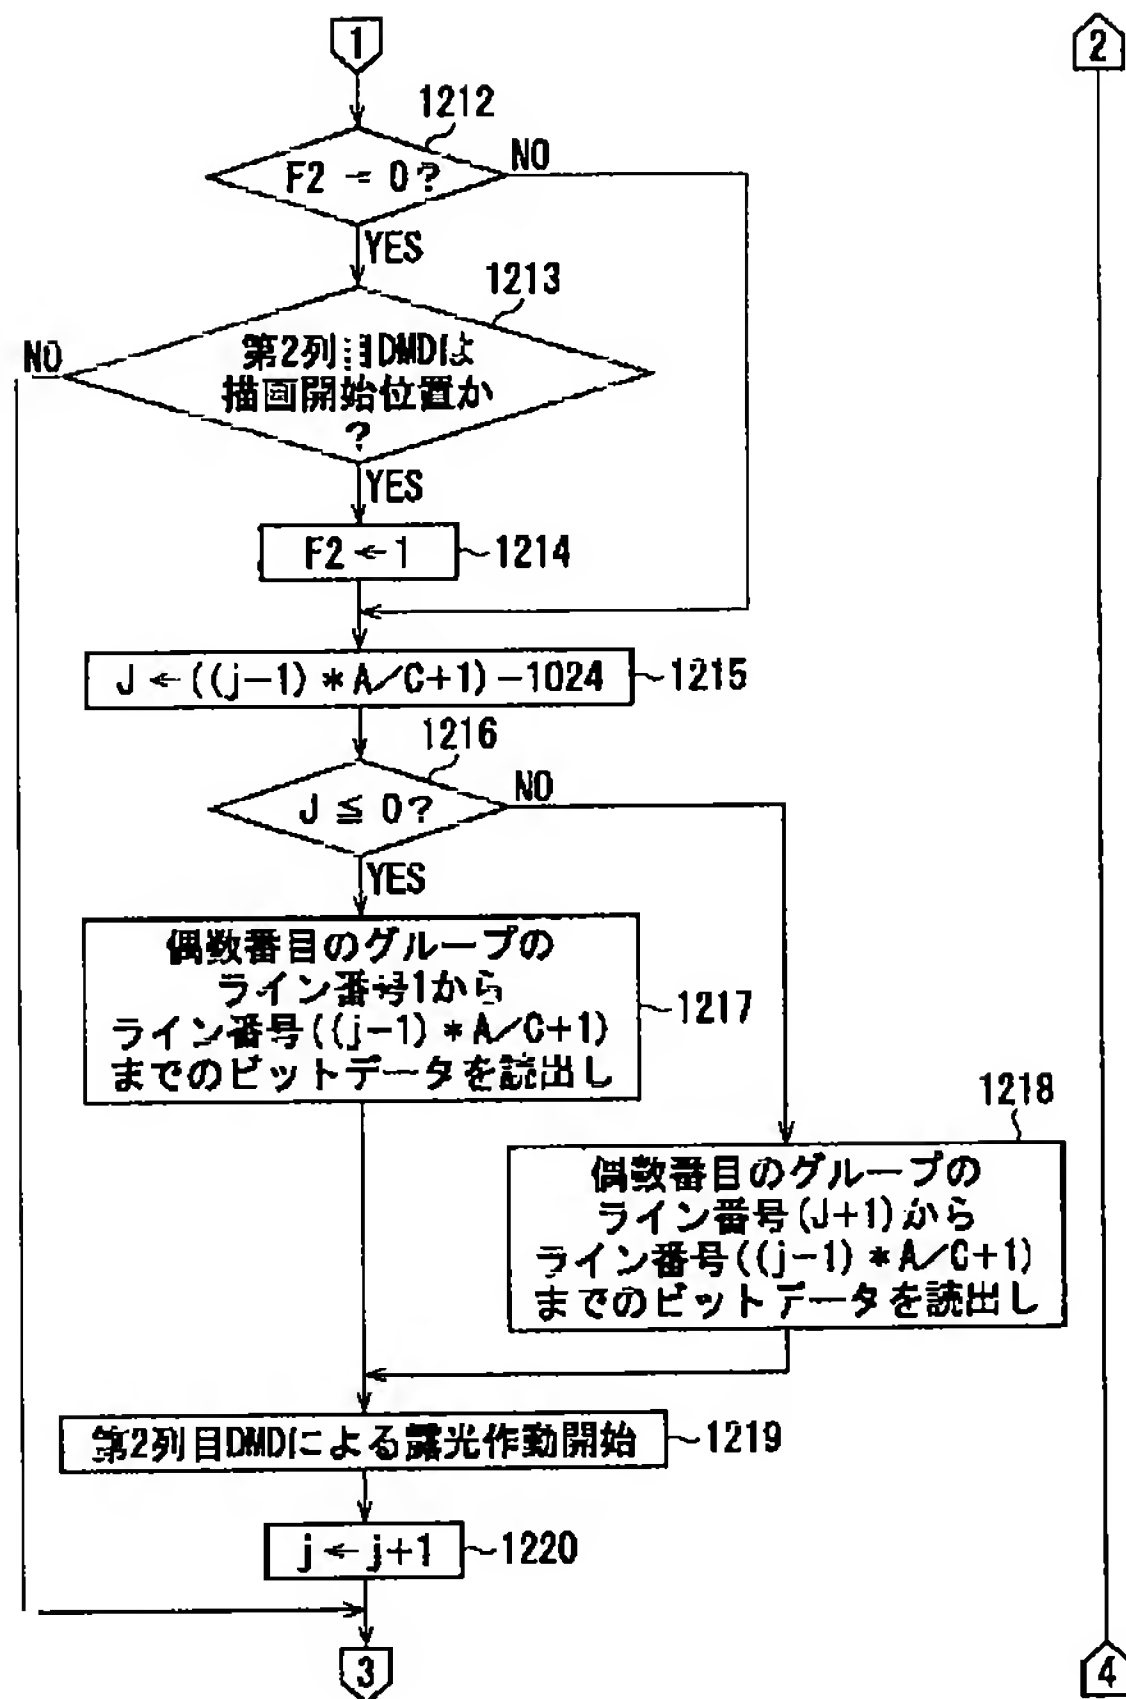 1
2
1212
F2 = 0?
NO
YES
1213
NO
第2列目DMDは
描画開始位置か
?
YES
F2←1
1214
J←((j-1)*A/C+1)-1024
1215
1216
J ≦ 0?
NO
YES
偶数番目のグループの
ライン番号1から
ライン番号((j-1)*A/C+1)
までのビットデータを読出し
1217
1218
偶数番目のグループの
ライン番号(J+1)から
ライン番号((j-1)*A/C+1)
までのビットデータを読出し
第2列目DMDによる露光作動開始
1219
j←j+1
1220
3
4